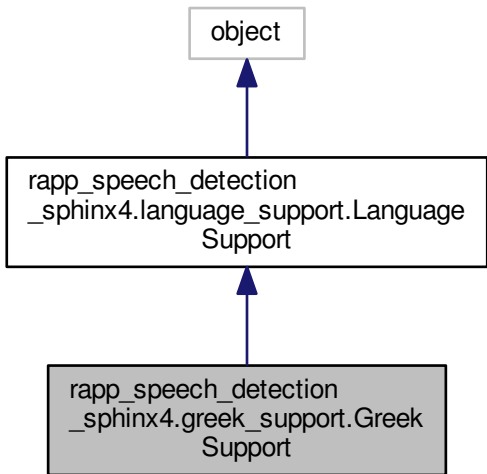 object
rapp_speech_detection
_sphinx4.language_support.Language
Support
rapp_speech_detection
_sphinx4.greek_support.Greek
Support